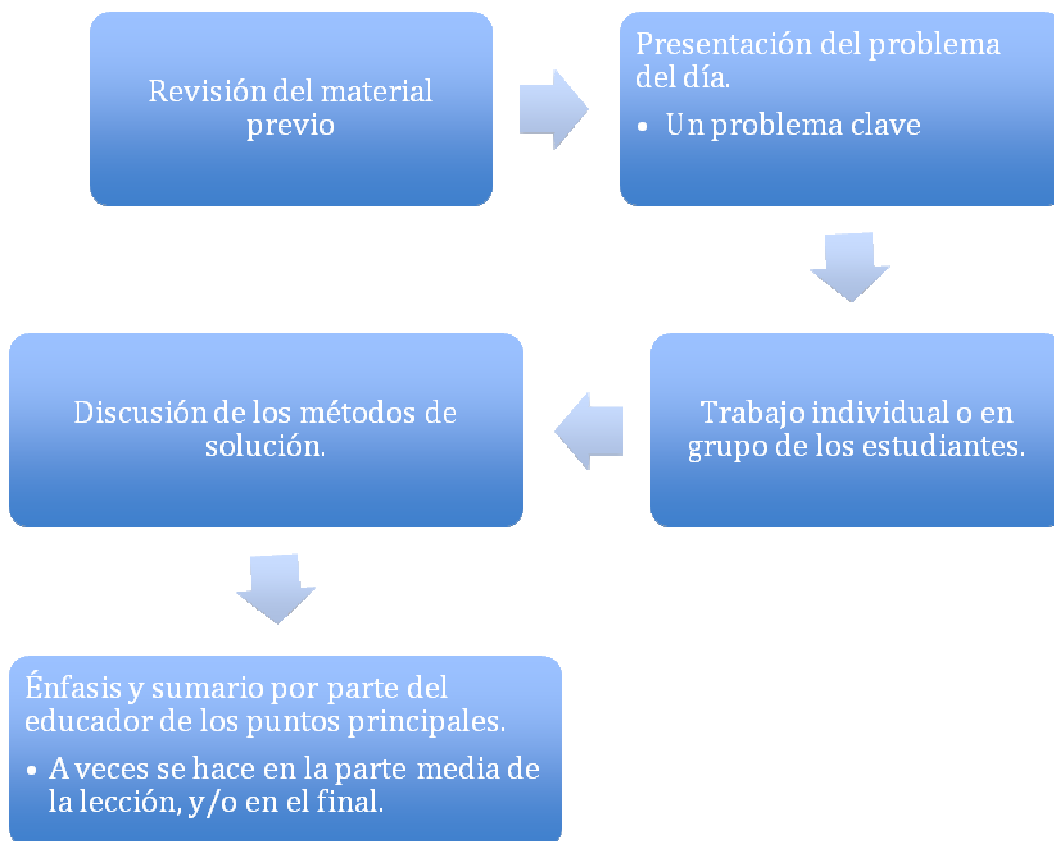 Revisión del material
previo
Presentación del problema
del día.
• Un problema clave
Trabajo individual o en
grupo de los estudiantes.
Discusión de los métodos de
solución.
Énfasis y sumario por parte del
educador de los puntos principales.
• A veces se hace en la parte media de
la lección, y/o en el final.